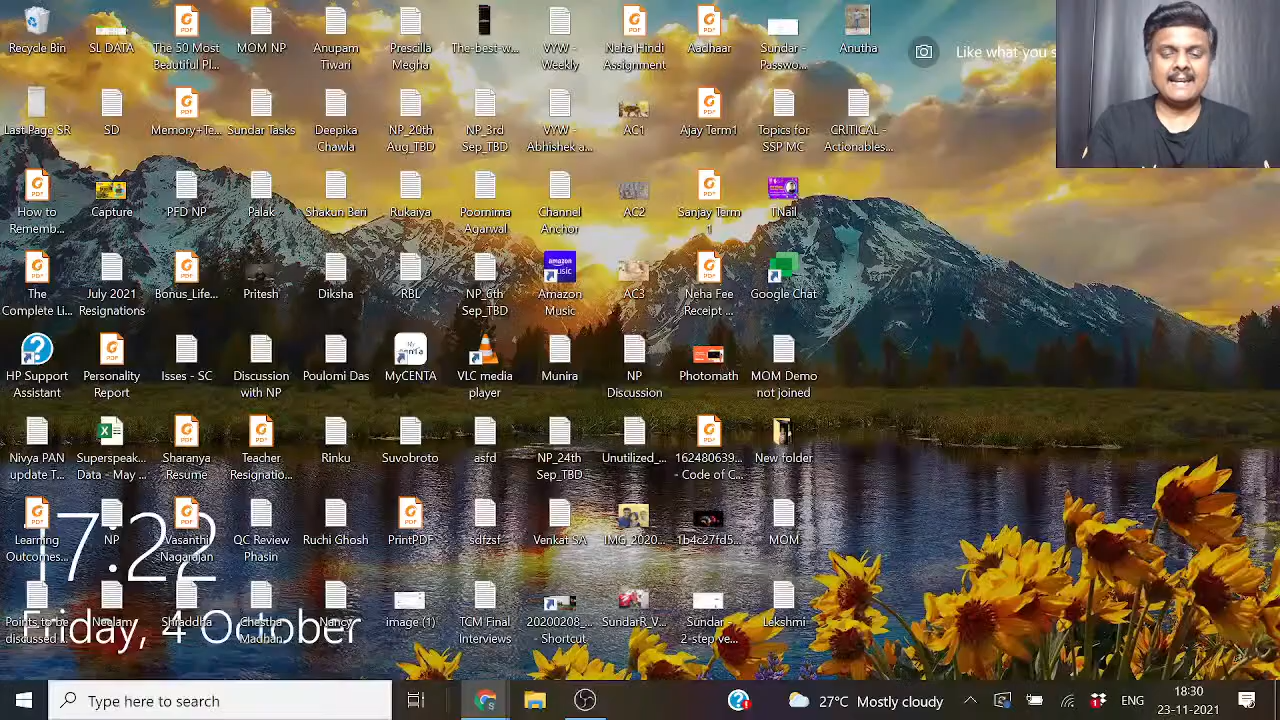 Recycle Bin
SL DATA
The 50 Most
Beautiful Pl...
MOM NP
Anupam
Tiwari
Prescilla
Megha
The-best-w...
VYW -
Weekly
Neha Hindi
Assignment
Aadhaar
Sundar -
Passwo...
Anutha
Like what you s
Last Page SR
SD
Memory+Te...
Sundar Tasks
Deepika
Chawla
NP_20th
Aug_TBD
NP_3rd
Sep_TBD
VYW -
Abhishek a...
AC1
Ajay Term1
Topics for
SSP MC
CRITICAL -
Actionables...
How to
Rememb...
Capture
PFD NP
Palak
Shakun Beri
Rukaiya
Poornima
Agarwal
Channel
Anchor
AC2
Sanjay Term
1
TNail
The
Complete Li...
July 2021
Resignations
Bonus_Life...
Pritesh
Diksha
RBL
NP_6th
Sep_TBD
amazon
music
Amazon
Music
AC3
Neha Fee
Receipt ...
Google Chat
HP Support
Assistant
Personality
Report
Isses - SC
Discussion
with NP
Poulomi Das
MyCENTA
VLC media
player
Munira
NP
Discussion
Photomath
MOM Demo
not joined
Nivya PAN
update T...
Superspeak...
Data - May ...
Sharanya
Resume
Teacher
Resignatio...
Rinku
Suvobroto
asfd
NP_24th
Sep_TBD
Unutilized_...
162480639...
- Code of C...
New folder
Learning
Outcomes...
NP
Vasanthi
Nagarajan
QC Review
Phasin
Ruchi Ghosh
PrintPDF
sdfzsf
Venkat SA
IMG_2020...
1b4c27fd5...
MOM
17:22
Points to be
discussed i...
Neelam
Shraddha
Chestha
Madhan
Nancy
image (1)
TCM Final
Interviews
20200208_...
- Shortcut
SundarR_V...
Sundar
2-step ve...
Lekshmi
Friday, 4 October
Type here to search
27°C Mostly cloudy
ENG
18:30
23-11-2021